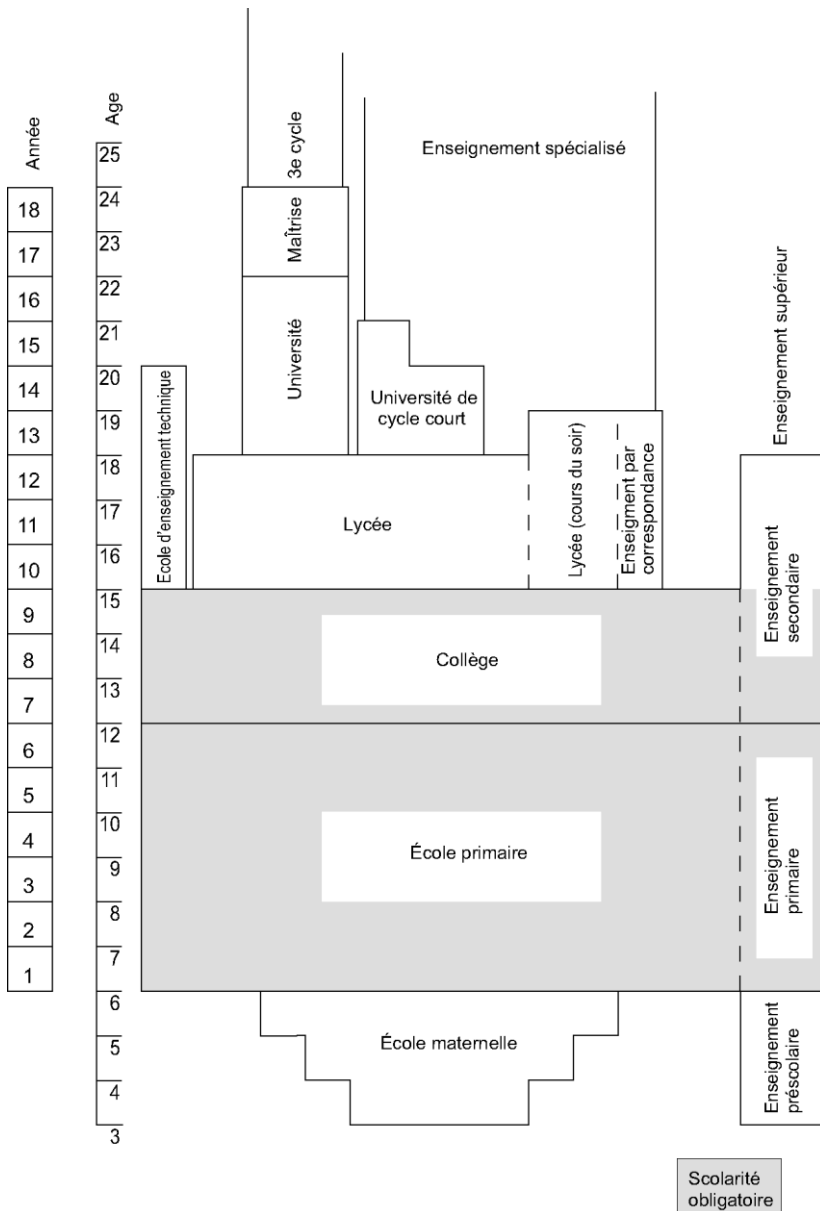 Année
18
17
16
15
14
13
12
11
10
9
8
7
6
5
4
3
2
1
Age
25
24
23
22
21
20
19
18
17
16
15
14
13
12
11
10
9
8
7
6
5
4
3
3e cycle
Maîtrise
Université
Enseignement spécialisé
Université de
cycle court
Ecole d'enseignement technique
Lycée
Lycée (cours du soir)
Enseigment par
correspondance
Collège
École primaire
École maternelle
Enseignement supérieur
Enseignement
secondaire
Enseignement
primaire
Enseignement
préscolaire
Scolarité
obligatoire